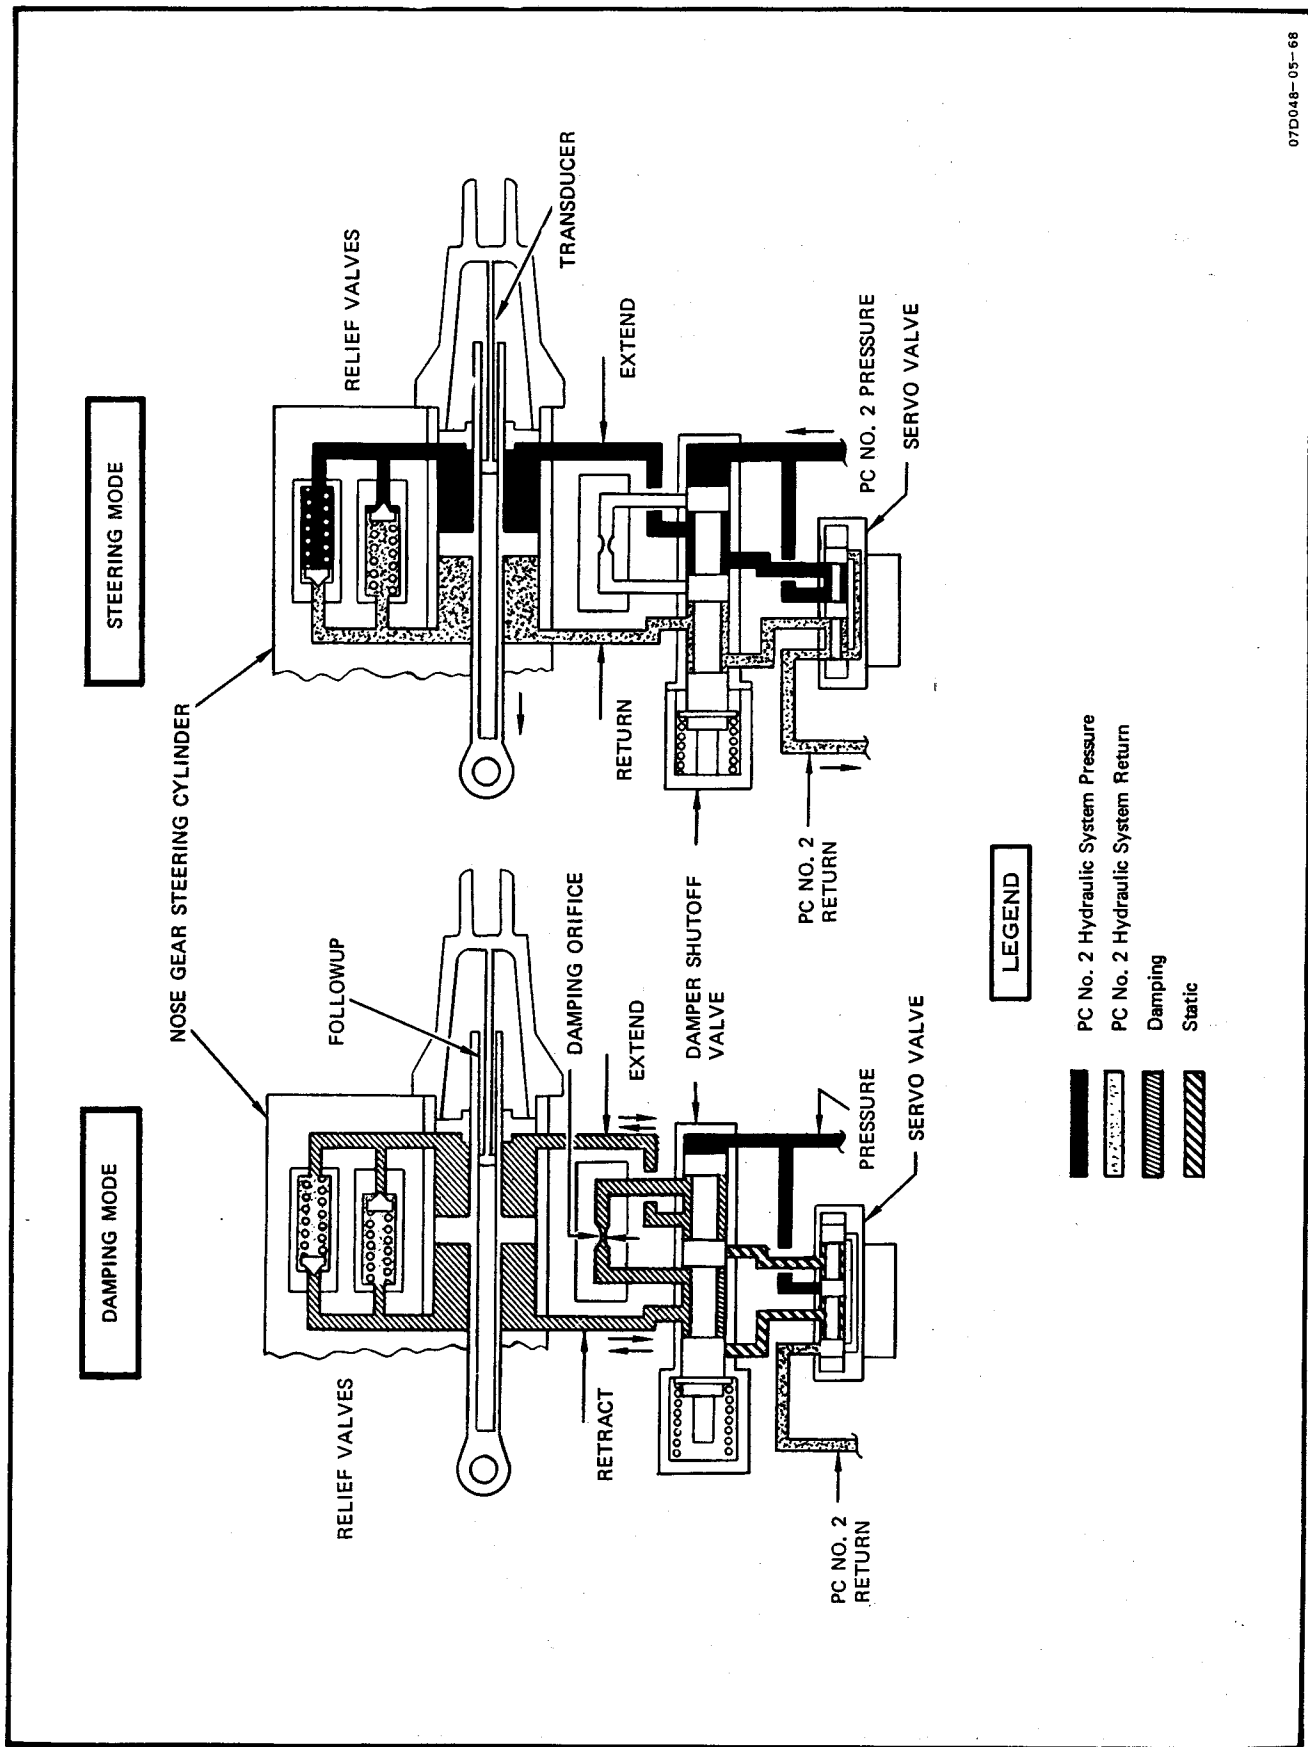 DAMPING MODE
STEERING MODE
NOSE GEAR STEERING CYLINDER
RELIEF VALVES
FOLLOWUP
RELIEF VALVES
TRANSDUCER
DAMPING ORIFICE
RETRACT
EXTEND
RETURN
EXTEND
DAMPER SHUTOFF
VALVE
PC NO. 2
RETURN
PRESSURE
SERVO VALVE
PC NO. 2
RETURN
PC NO. 2 PRESSURE
SERVO VALVE
LEGEND
PC No. 2 Hydraulic System Pressure
PC No. 2 Hydraulic System Return
Damping
Static
07D048-05-68